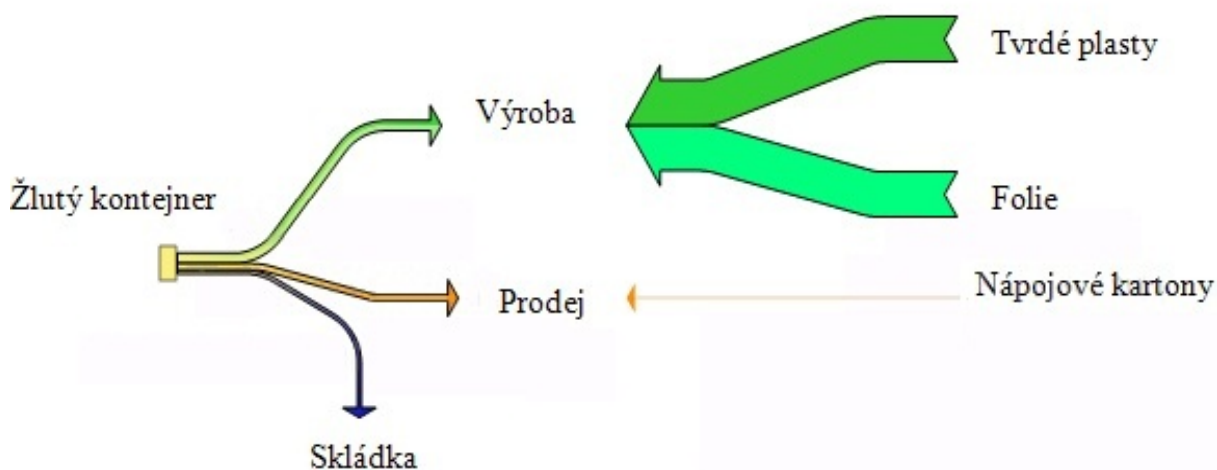 Tvrdé plasty
Výroba
Žlutý kontejner
Folie
Nápojové kartony
Prodej
Skládka